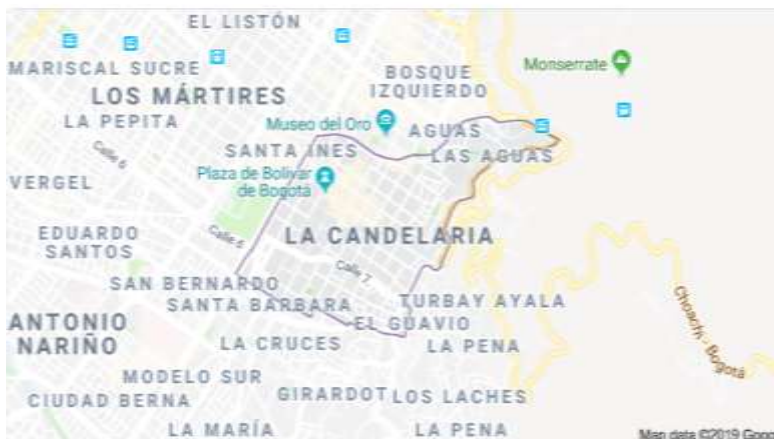 EL LISTÓN
MARISCAL SUCRE
BOSQUE
IZQUIERDO
Monserrate
LOS MÁRTIRES
LA PEPITA
Museo del Oro
AGUAS
SANTA INES
LAS AGUAS
Calle 6
VERGEL
Plaza de Bolívar
de Bogotá
EDUARDO
SANTOS
Calle 6
LA CANDELARIA
Calle 7
SAN BERNARDO
SANTA BARBARA
TURBAY AYALA
Choachí - Bogotá
ANTONIO
NARIÑO
EL GUAVIO
LA CRUCES
LA PENA
MODELO SUR
CIUDAD BERNA
GIRARDOT
LOS LACHES
LA MARÍA
LA PENA
Map data ©2019 Goog